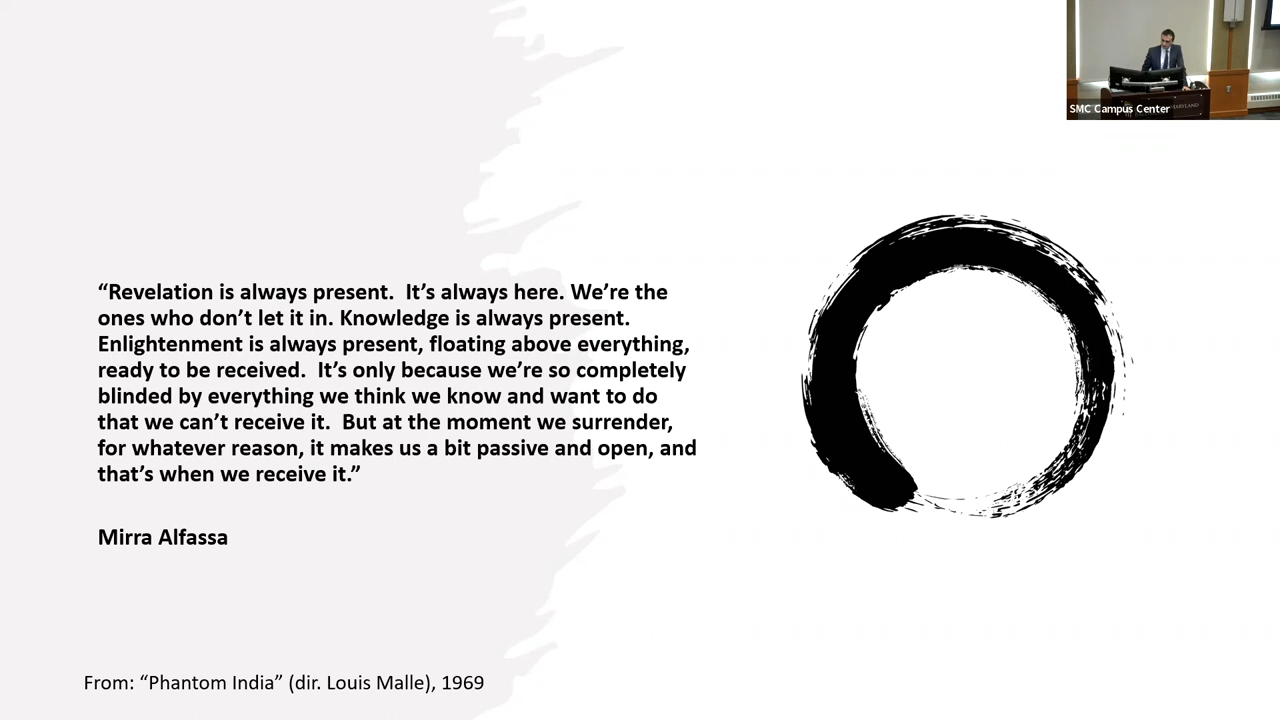 SMC Campus Center
MARYLAND
“Revelation is always present.  It’s always here. We’re the
ones who don’t let it in. Knowledge is always present.
Enlightenment is always present, floating above everything,
ready to be received.  It’s only because we’re so completely
blinded by everything we think we know and want to do
that we can’t receive it.  But at the moment we surrender,
for whatever reason, it makes us a bit passive and open, and
that’s when we receive it.”
Mirra Alfassa
From: “Phantom India” (dir. Louis Malle), 1969